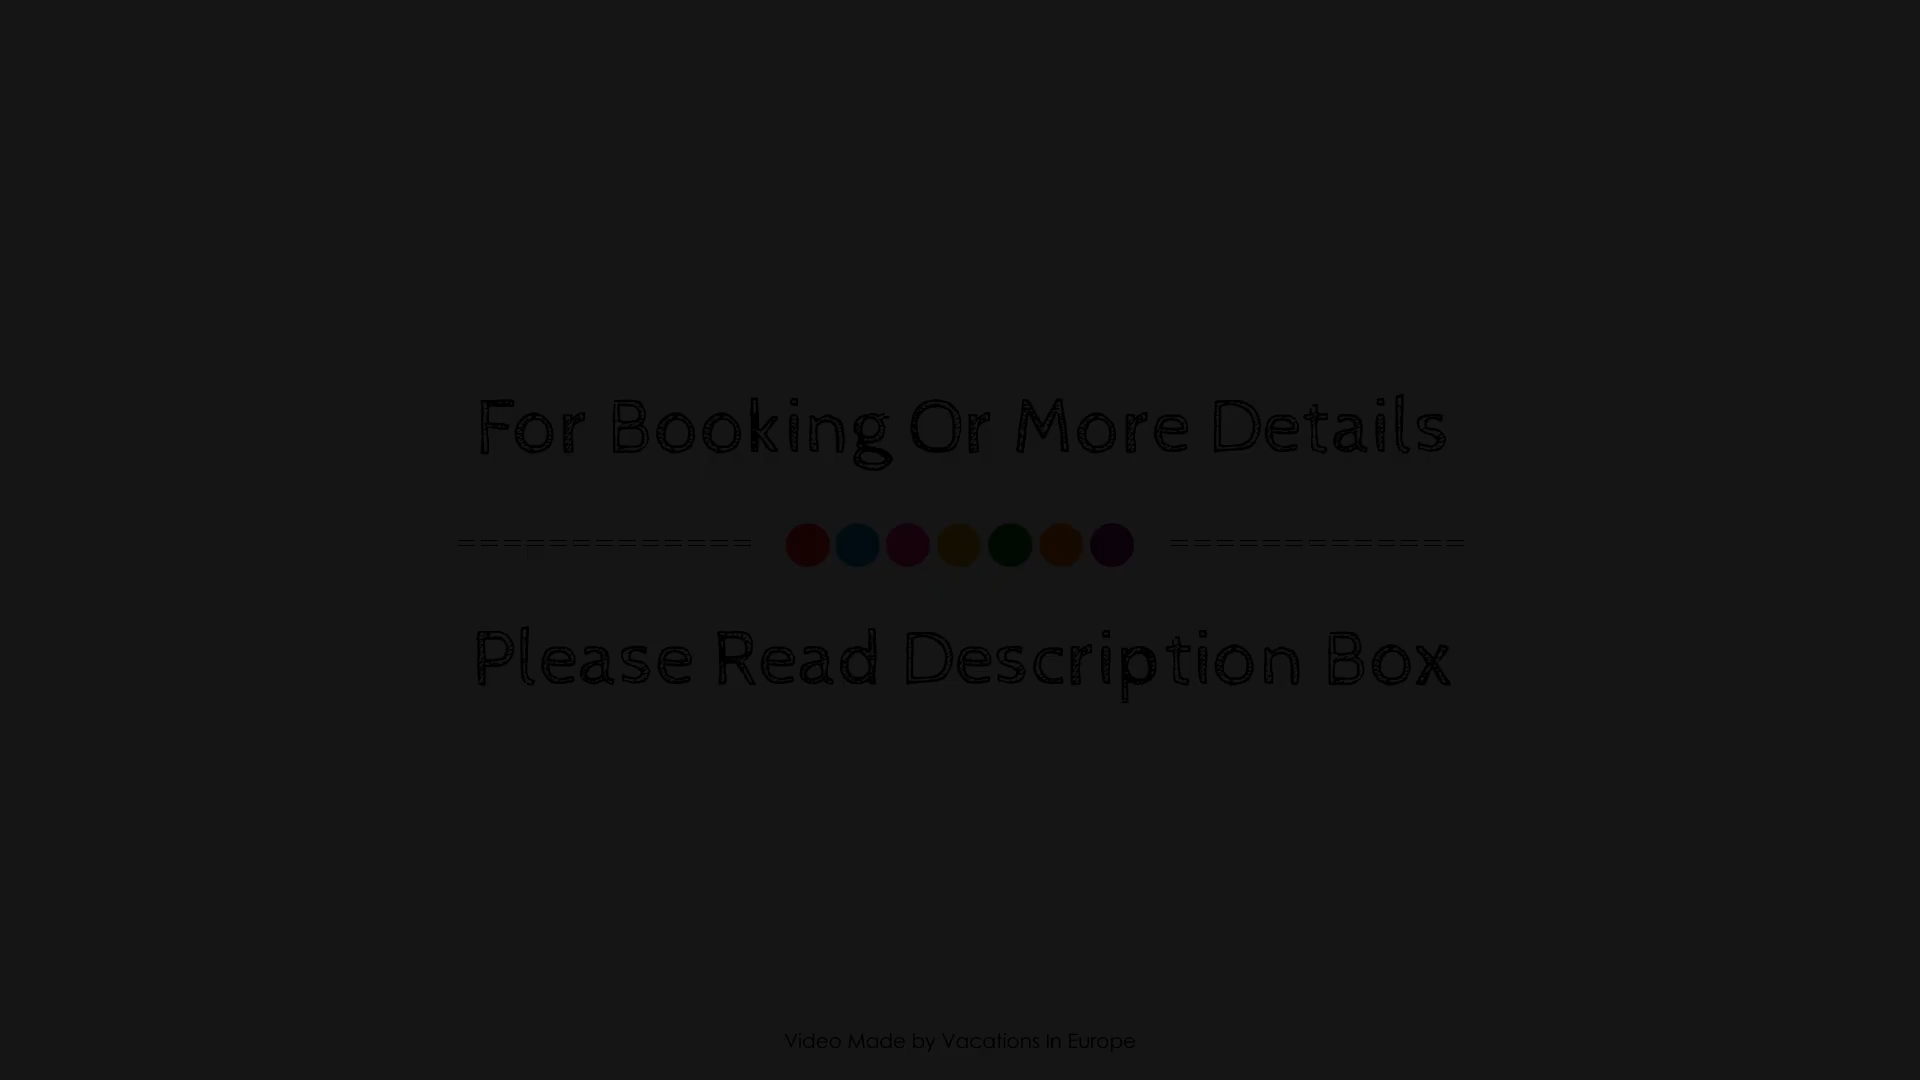 For Booking Or More Details
============= =============
Please Read Description Box
Video Made by Vacations In Europe